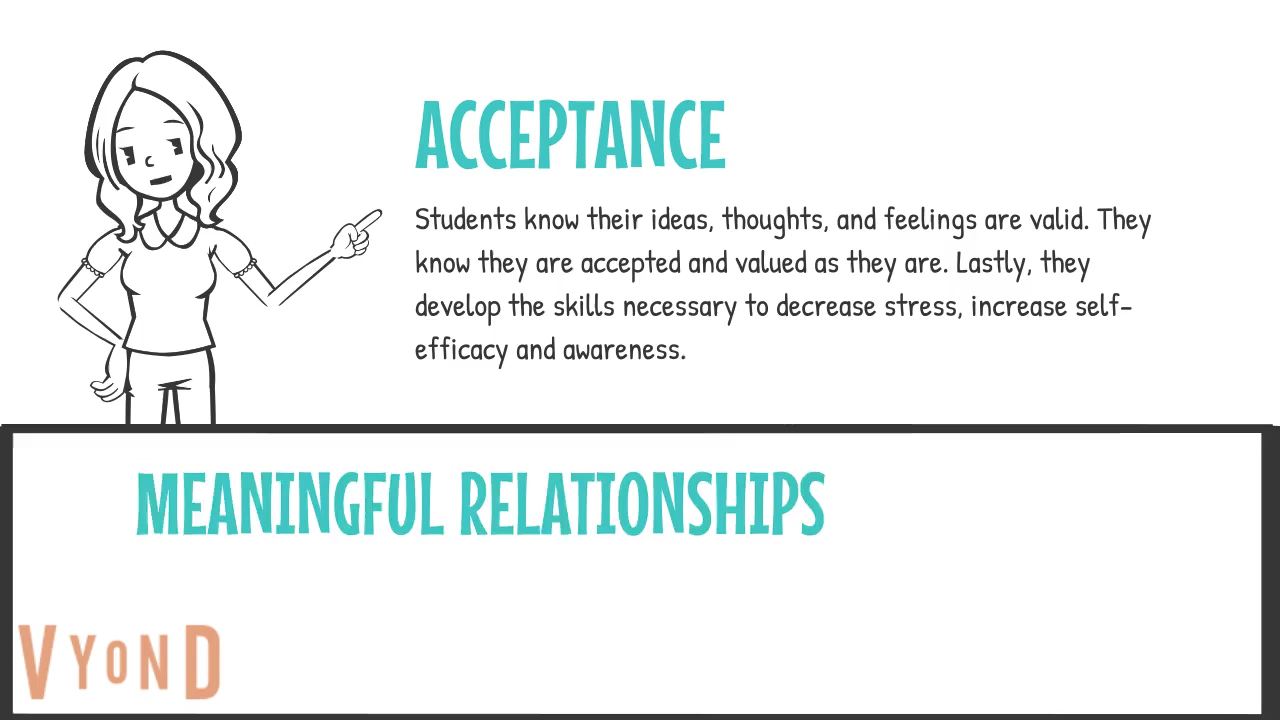 ACCEPTANCE
Students know their ideas, thoughts, and feelings are valid. They
know they are accepted and valued as they are. Lastly, they
develop the skills necessary to decrease stress, increase self-
efficacy and awareness.
MEANINGFUL RELATIONSHIPS
VYOND